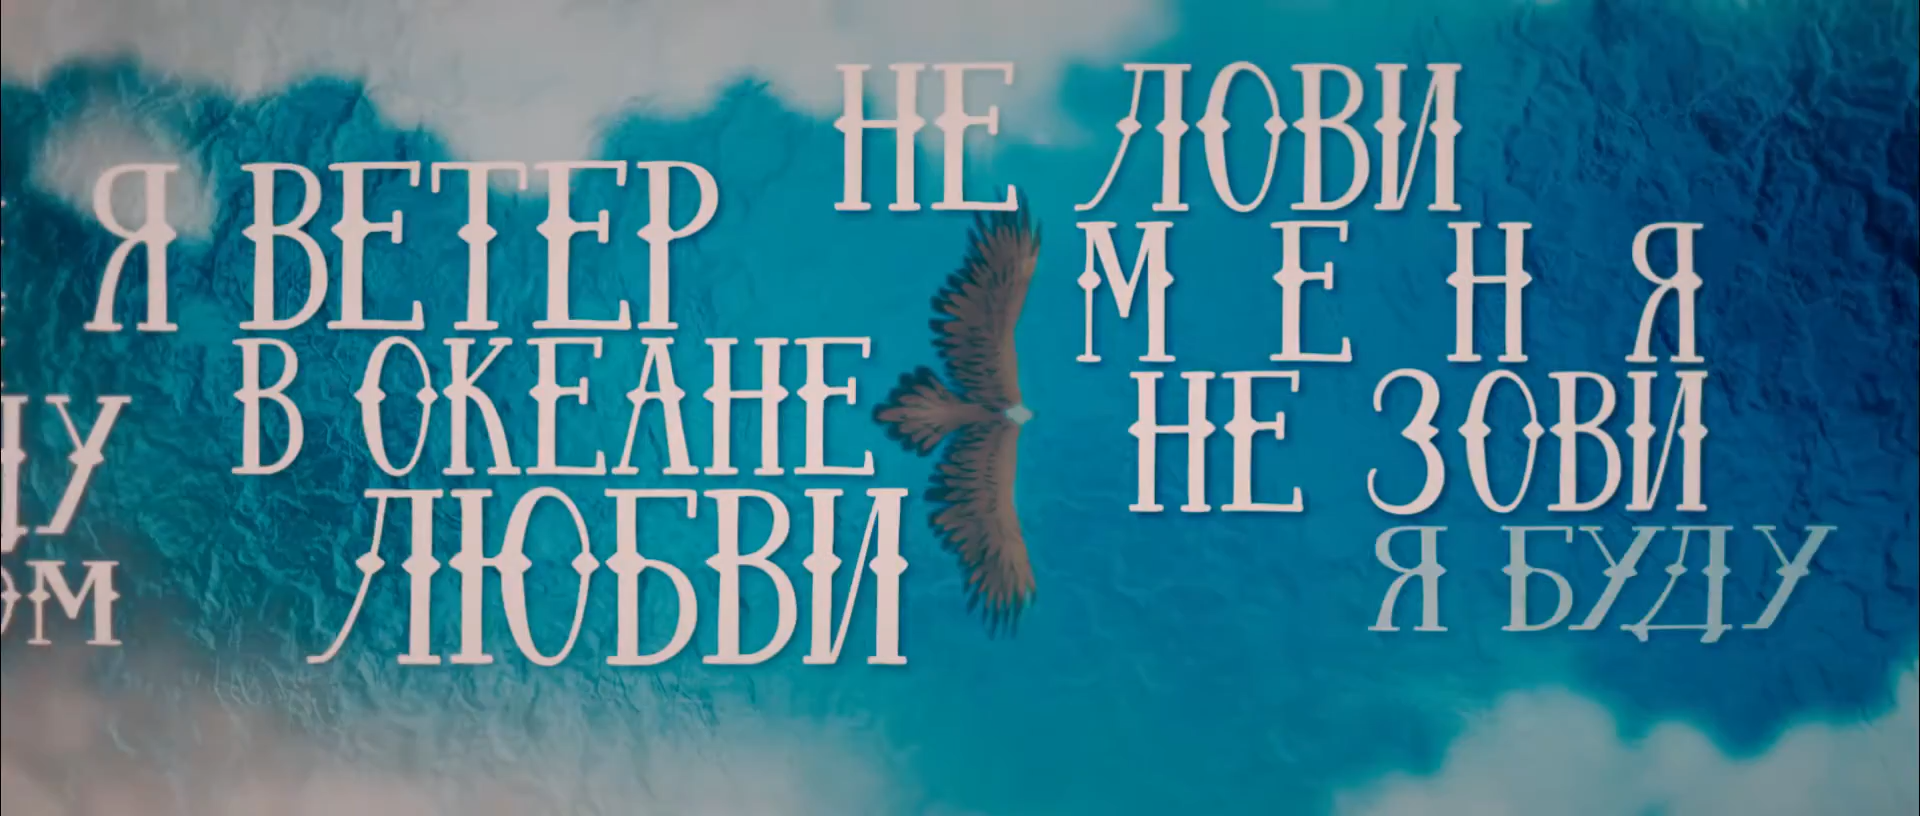 Я ВЕТЕР
В ОКЕАНЕ
ЛЮБВИ
НЕ ЛОВИ
МЕНЯ
НЕ ЗОВИ
Я БУДУ